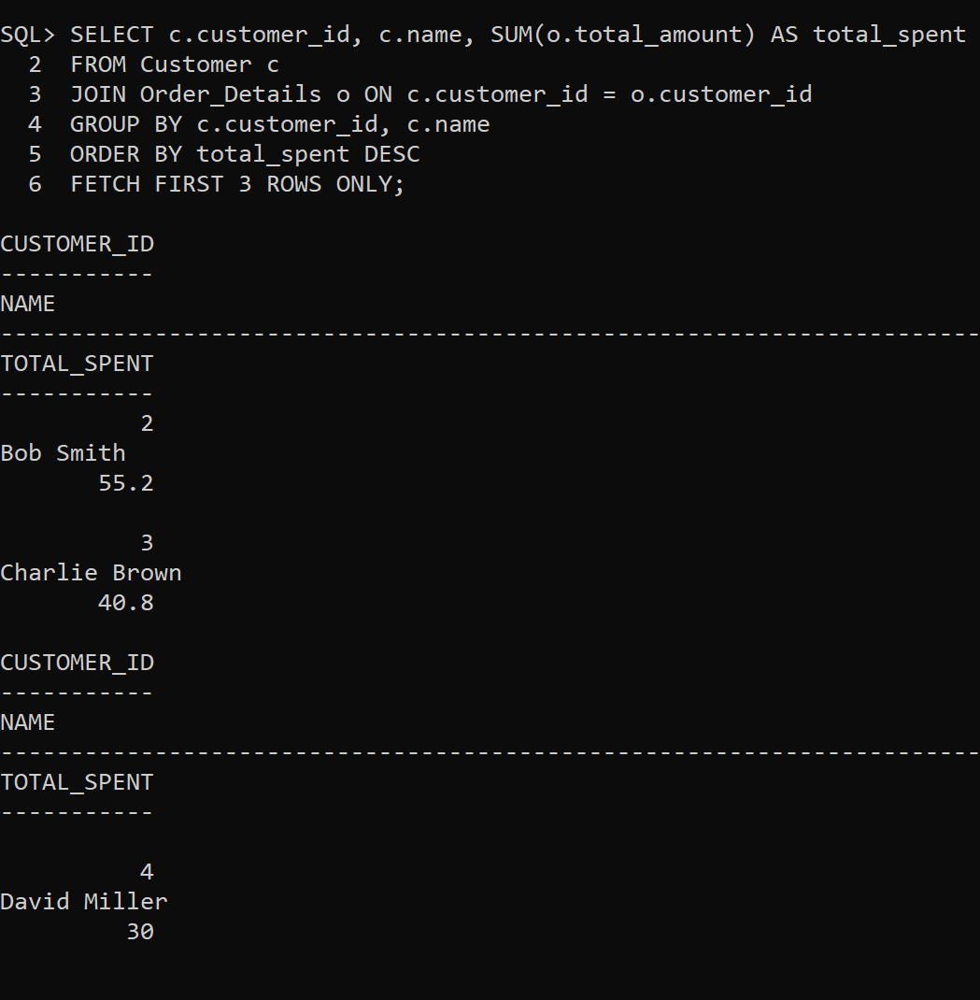 SQL> SELECT c.customer_id, c.name, SUM(o.total_amount) AS total_spent
  2  FROM Customer c
  3  JOIN Order_Details o ON c.customer_id = o.customer_id
  4  GROUP BY c.customer_id, c.name
  5  ORDER BY total_spent DESC
  6  FETCH FIRST 3 ROWS ONLY;

CUSTOMER_ID
-----------
NAME
----------------------------------------------------------------------
TOTAL_SPENT
-----------
          2
Bob Smith
       55.2

          3
Charlie Brown
       40.8

CUSTOMER_ID
-----------
NAME
----------------------------------------------------------------------
TOTAL_SPENT
-----------

          4
David Miller
         30